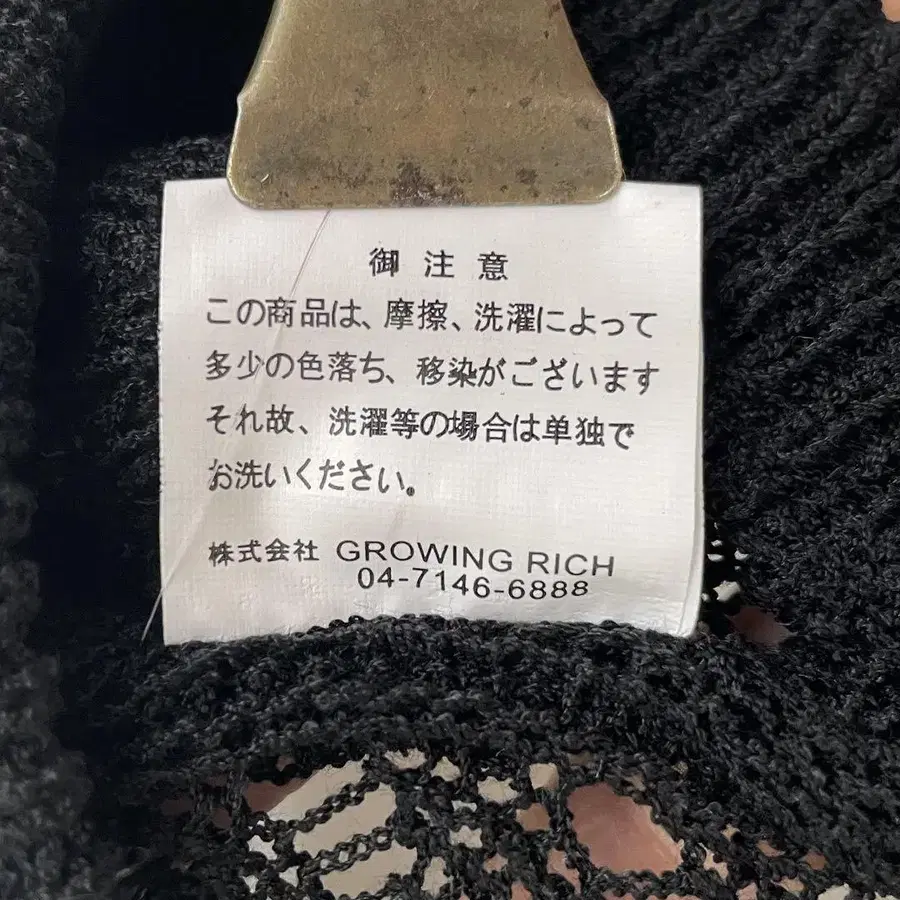 御注意
この商品は、摩擦、洗濯によって
多少の色落ち、移染がございます
それ故、洗濯等の場合は単独で
お洗いください。
株式会社 GROWING RICH
04-7146-6888